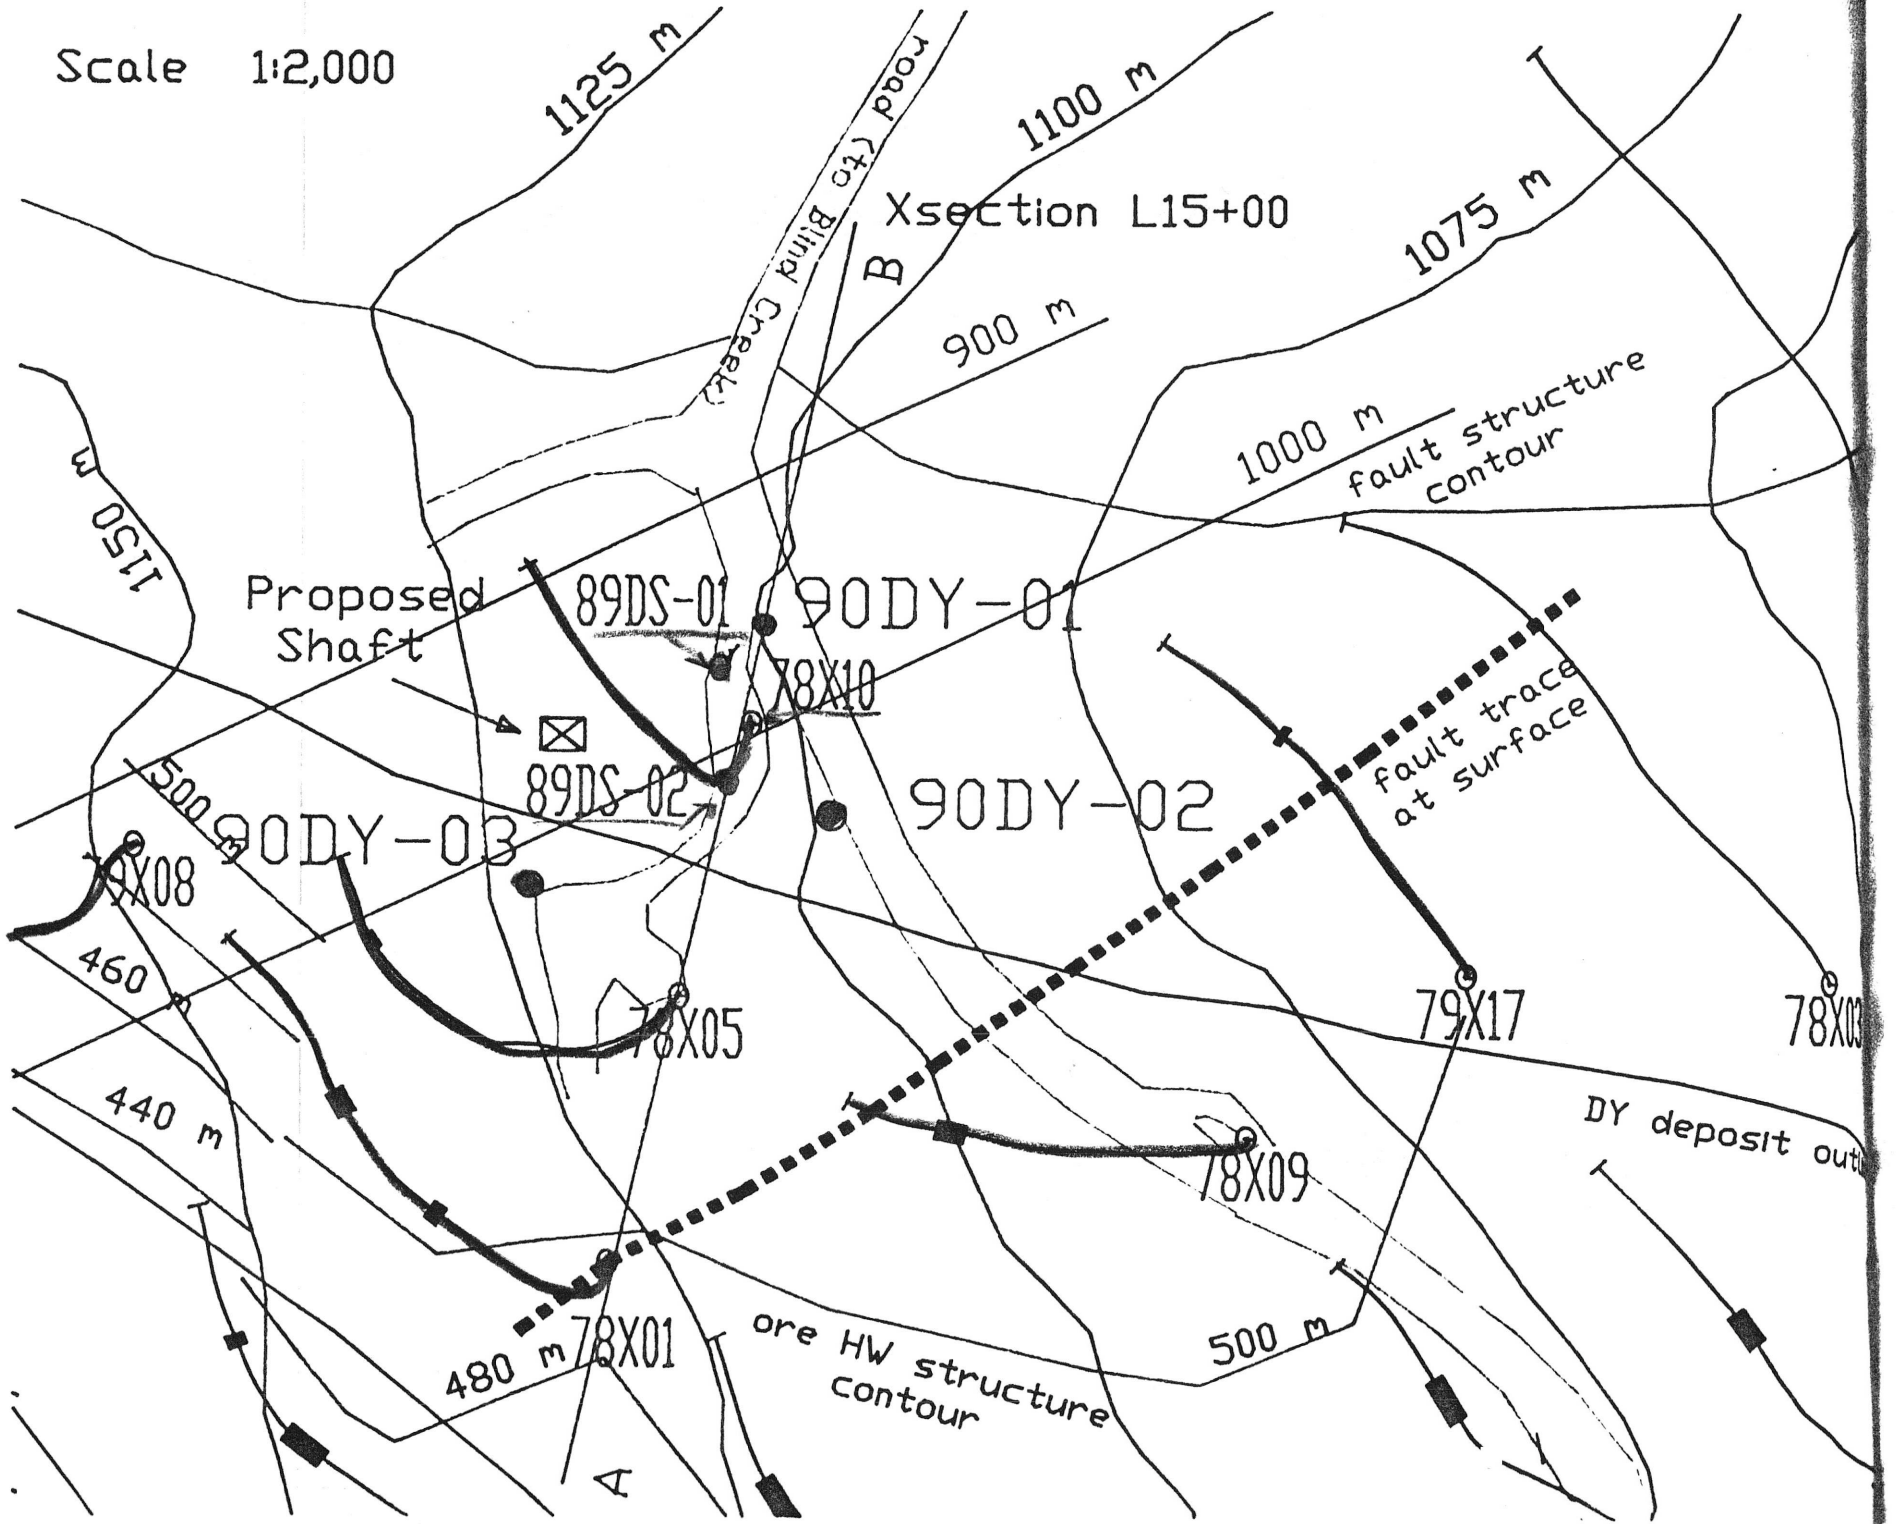 Scale 1:2,000
1125 m
road (to Blind Creek)
1100 m
Xsection L15+00
B
1075 m
900 m
1000 m
fault structure
contour
1150 m
Proposed
Shaft
89DS-01
90DY-01
78X10
fault trace
at surface
500 m
89DS-02
90DY-02
90DY-03
79X08
460 m
78X05
79X17
78X03
440 m
DY deposit
78X09
78X01
480 m
ore HW structure
contour
500 m
A